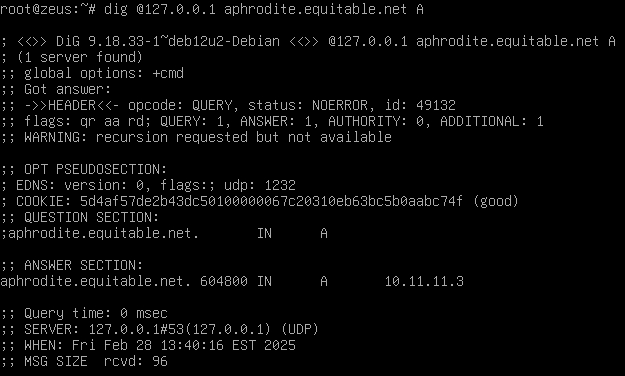 root@zeus:~# dig @127.0.0.1 aphrodite.equitable.net A
; <<>> DiG 9.18.33-1~deb12u2-Debian <<>> @127.0.0.1 aphrodite.equitable.net A
; (1 server found)
;; global options: +cmd
;; Got answer:
;; ->>HEADER<<- opcode: QUERY, status: NOERROR, id: 49132
;; flags: qr aa rd; QUERY: 1, ANSWER: 1, AUTHORITY: 0, ADDITIONAL: 1
;; WARNING: recursion requested but not available
;; OPT PSEUDOSECTION:
; EDNS: version: 0, flags:; udp: 1232
; COOKIE: 5d4af57de2b43dc50100000067c20310eb63bc5b0aabc74f (good)
;; QUESTION SECTION:
;aphrodite.equitable.net. IN A
;; ANSWER SECTION:
aphrodite.equitable.net. 604800 IN A 10.11.11.3
;; Query time: 0 msec
;; SERVER: 127.0.0.1#53(127.0.0.1) (UDP)
;; WHEN: Fri Feb 28 13:40:16 EST 2025
;; MSG SIZE rcvd: 96